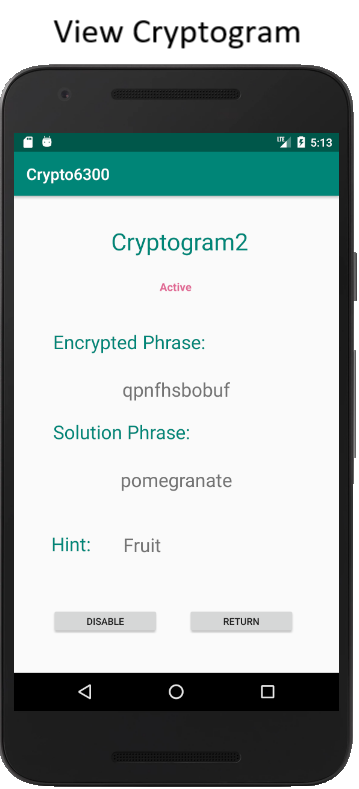 View Cryptogram
LTE 5:13
Crypto6300
Cryptogram2
Active
Encrypted Phrase:
qpnfhsbobuf
Solution Phrase:
pomegranate
Hint: Fruit
DISABLE RETURN